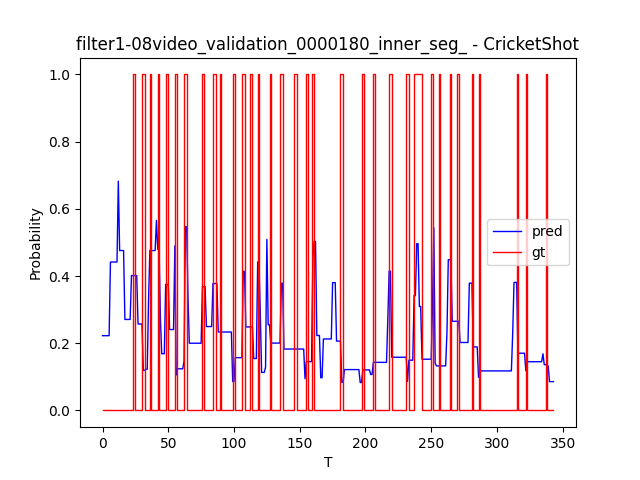 filter1-08video_validation_0000180_inner_seg_ - CricketShot
1.0
0.8
0.6
0.4
0.2
0.0
Probability
pred
gt
0 50 100 150 200 250 300 350
T